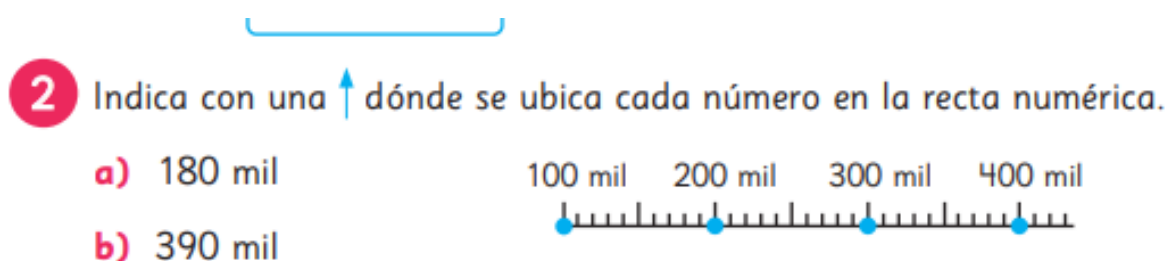 2 Indica con una ↑ dónde se ubica cada número en la recta numérica.
a) 180 mil
100 mil 200 mil 300 mil 400 mil
b) 390 mil